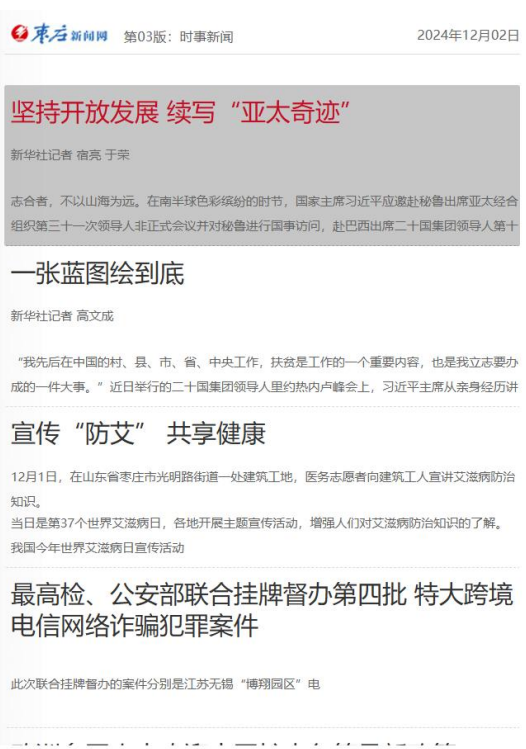 枣庄新闻网 第03版：时事新闻 2024年12月02日
坚持开放发展 续写“亚太奇迹”
新华社记者 宿亮 于荣
志合者，不以山海为远。在南半球色彩缤纷的时节，国家主席习近平应邀赴秘鲁出席亚太经合
组织第三十一次领导人非正式会议并对秘鲁进行国事访问，赴巴西出席二十国集团领导人第十
一张蓝图绘到底
新华社记者 高文成
“我先后在中国的村、县、市、省、中央工作，扶贫是工作的一个重要内容，也是我立志要办
成的一件大事。”近日举行的二十国集团领导人里约热内卢峰会上，习近平主席从亲身经历讲
宣传“防艾” 共享健康
12月1日，在山东省枣庄市光明路街道一处建筑工地，医务志愿者向建筑工人宣讲艾滋病防治
知识。
当日是第37个世界艾滋病日，各地开展主题宣传活动，增强人们对艾滋病防治知识的了解。
我国今年世界艾滋病日宣传活动
最高检、公安部联合挂牌督办第四批 特大跨境
电信网络诈骗犯罪案件
此次联合挂牌督办的案件分别是江苏无锡“博翔园区”电